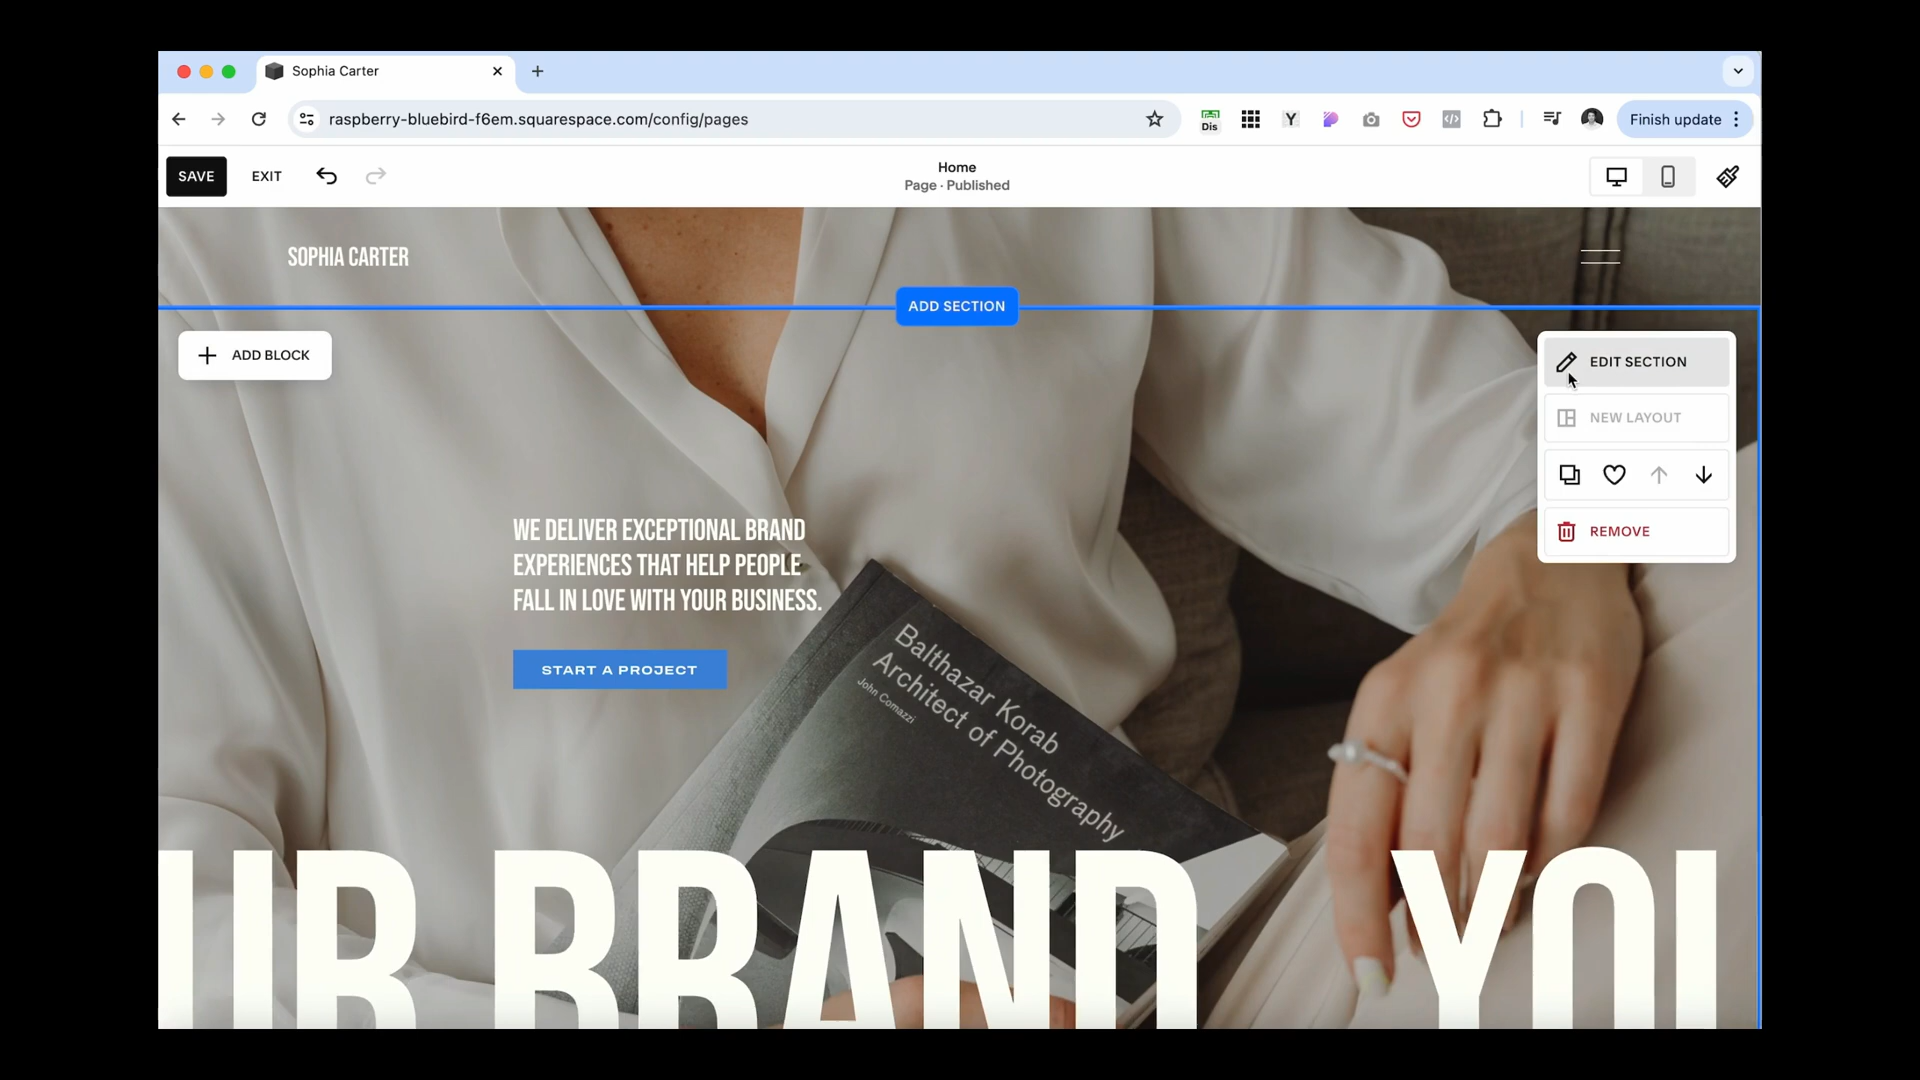 Sophia Carter
raspberry-bluebird-f6em.squarespace.com/config/pages
Dis
Y
Finish update
SAVE
EXIT
Home
Page · Published
SOPHIA CARTER
ADD SECTION
ADD BLOCK
EDIT SECTION
NEW LAYOUT
REMOVE
WE DELIVER EXCEPTIONAL BRAND
EXPERIENCES THAT HELP PEOPLE
FALL IN LOVE WITH YOUR BUSINESS.
START A PROJECT
Balthazar Korab
Architect of Photography
John Comazzi
UR BRAND YOU